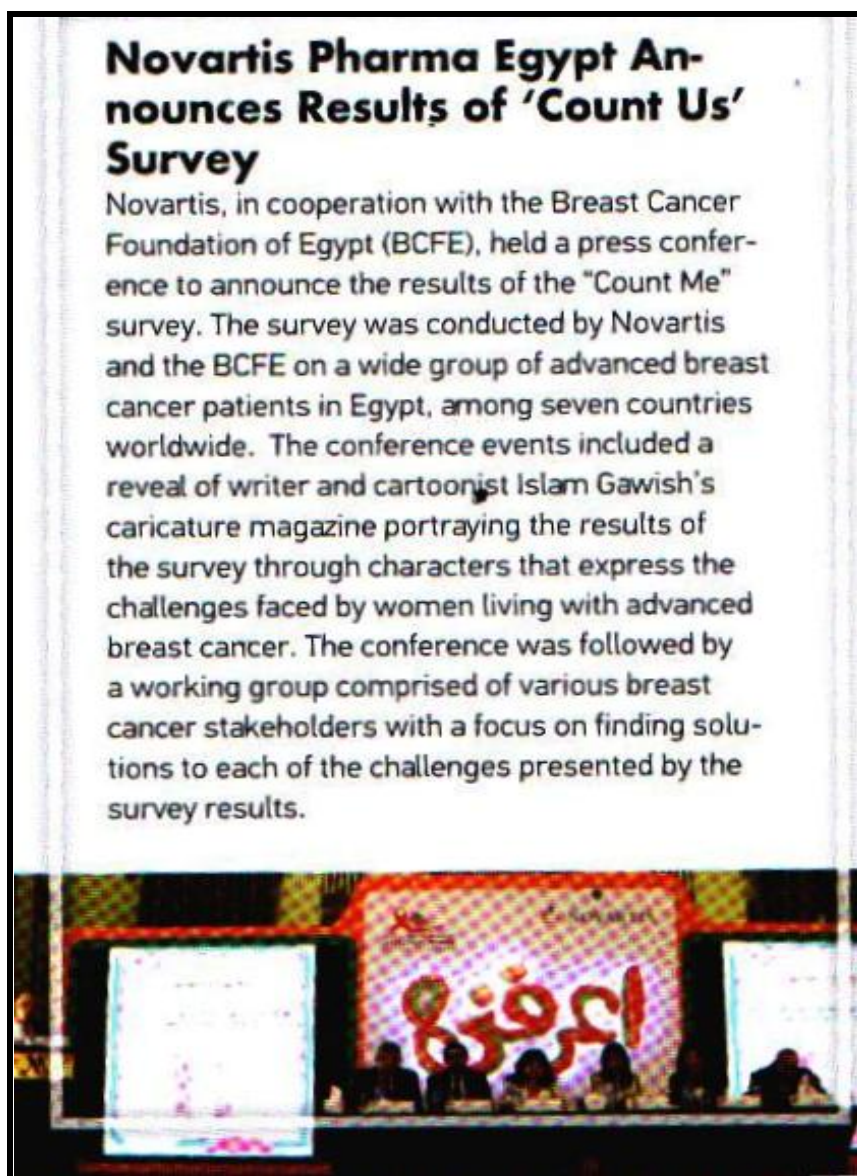 Novartis Pharma Egypt An-
nounces Results of ‘Count Us’
Survey
Novartis, in cooperation with the Breast Cancer
Foundation of Egypt (BCFE), held a press confer-
ence to announce the results of the “Count Me”
survey. The survey was conducted by Novartis
and the BCFE on a wide group of advanced breast
cancer patients in Egypt, among seven countries
worldwide. The conference events included a
reveal of writer and cartoonist Islam Gawish's
caricature magazine portraying the results of
the survey through characters that express the
challenges faced by women living with advanced
breast cancer. The conference was followed by
a working group comprised of various breast
cancer stakeholders with a focus on finding solu-
tions to each of the challenges presented by the
survey results.
NOVARTIS